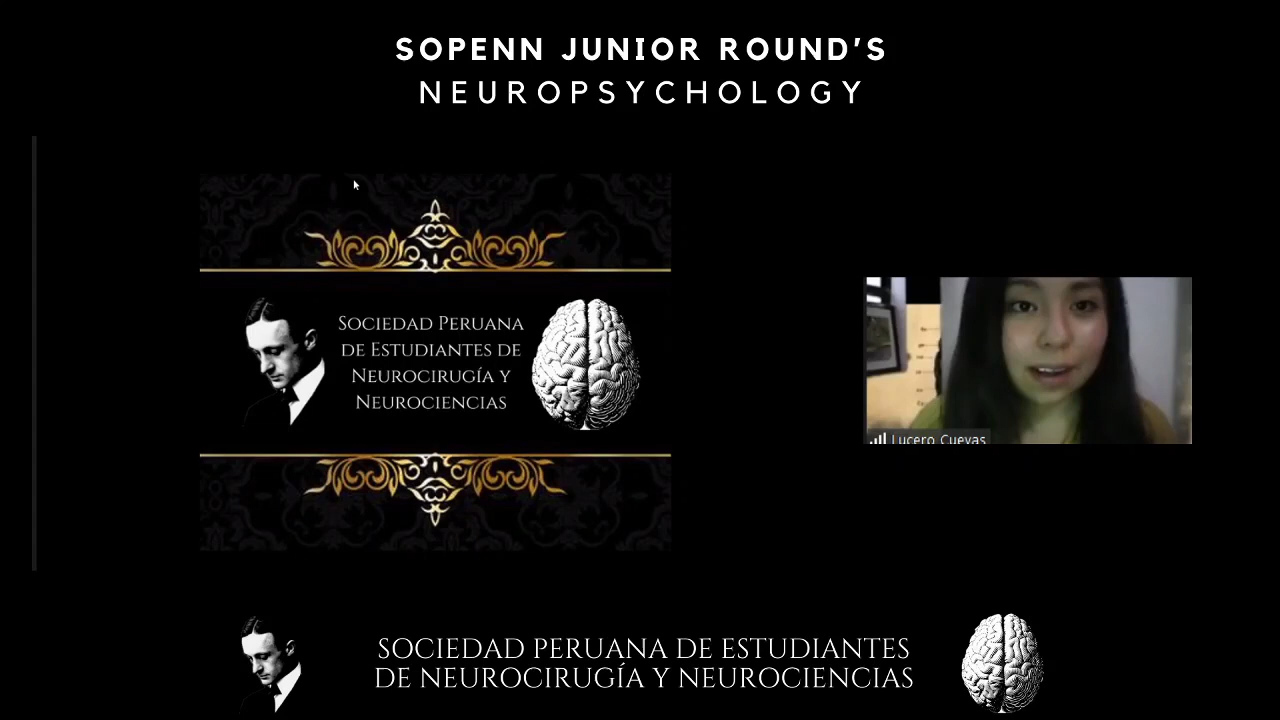 SOPENN JUNIOR ROUND'S
NEUROPSYCHOLOGY
Sociedad Peruana
de Estudiantes de
Neurocirugía y
Neurociencias
Lucero Cuevas
SOCIEDAD PERUANA DE ESTUDIANTES
DE NEUROCIRUGÍA Y NEUROCIENCIAS